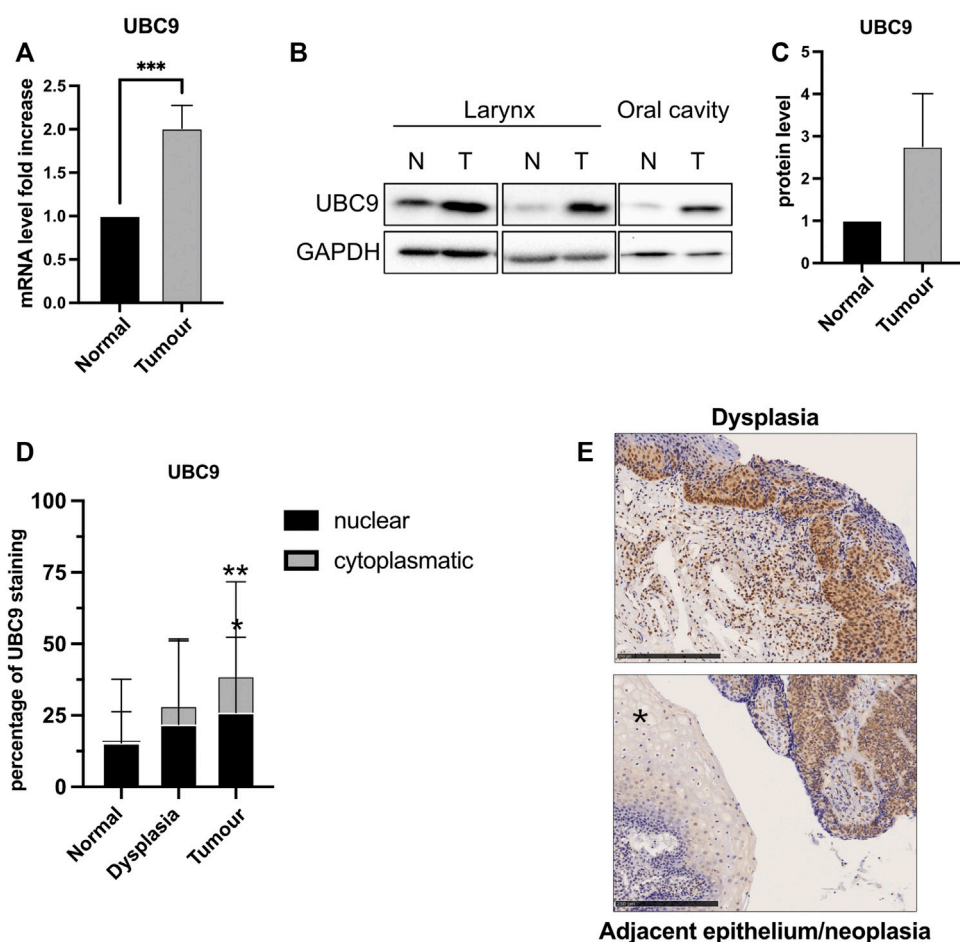 A
UBC9
***
mRNA level fold increase
2.5
2.0
1.5
1.0
0.5
0.0
Normal
Tumour
B
Larynx
Oral cavity
N T N T N T
UBC9
GAPDH
C
UBC9
protein level
5
4
3
2
1
0
Normal
Tumour
D
UBC9
percentage of UBC9 staining
100
75
50
25
0
**
*
Normal
Dysplasia
Tumour
nuclear
cytoplasmatic
E
Dysplasia
*
Adjacent epithelium/neoplasia